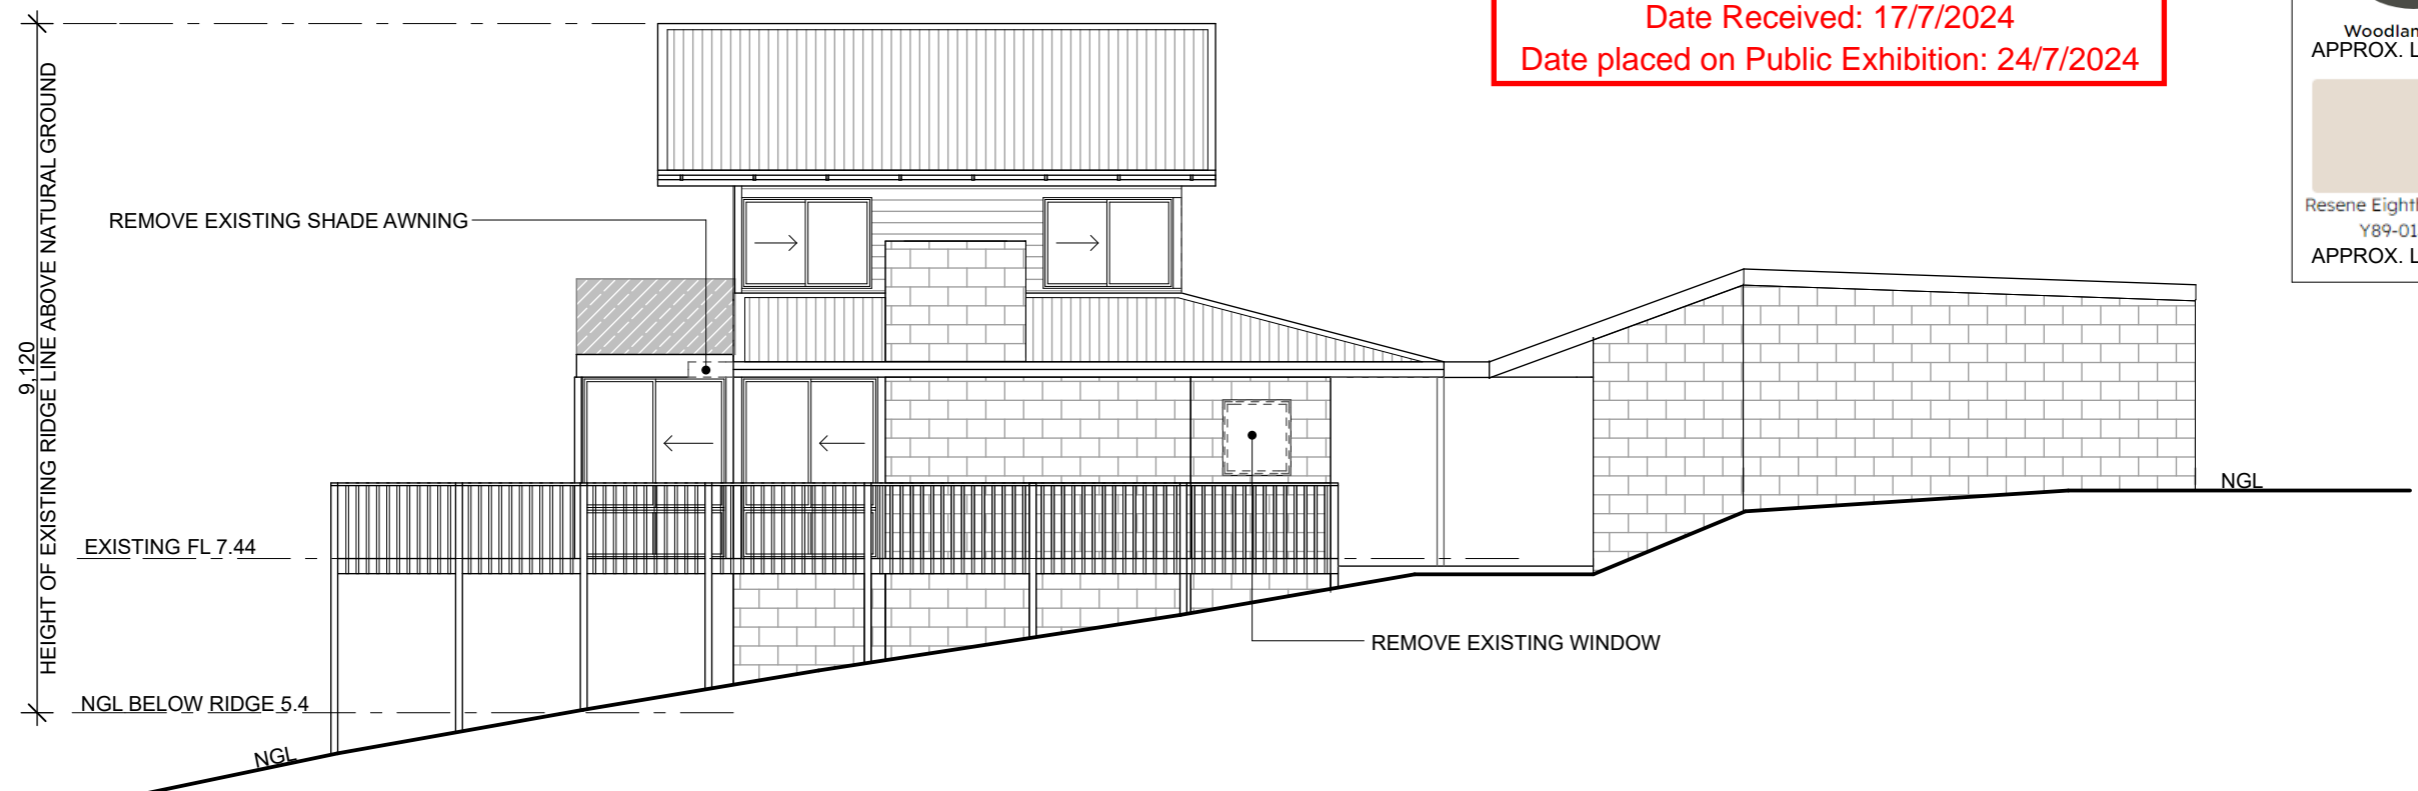 Date Received: 17/7/2024
Date placed on Public Exhibition: 24/7/2024
APPROX. L
Resene
Y89-01
APPROX. L
HEIGHT OF EXISTING RIDGE LINE ABOVE NATURAL GROUND
9,120
REMOVE EXISTING SHADE AWNING
EXISTING FL 7.44
NGL BELOW RIDGE 5.4
NGL
REMOVE EXISTING WINDOW
NGL